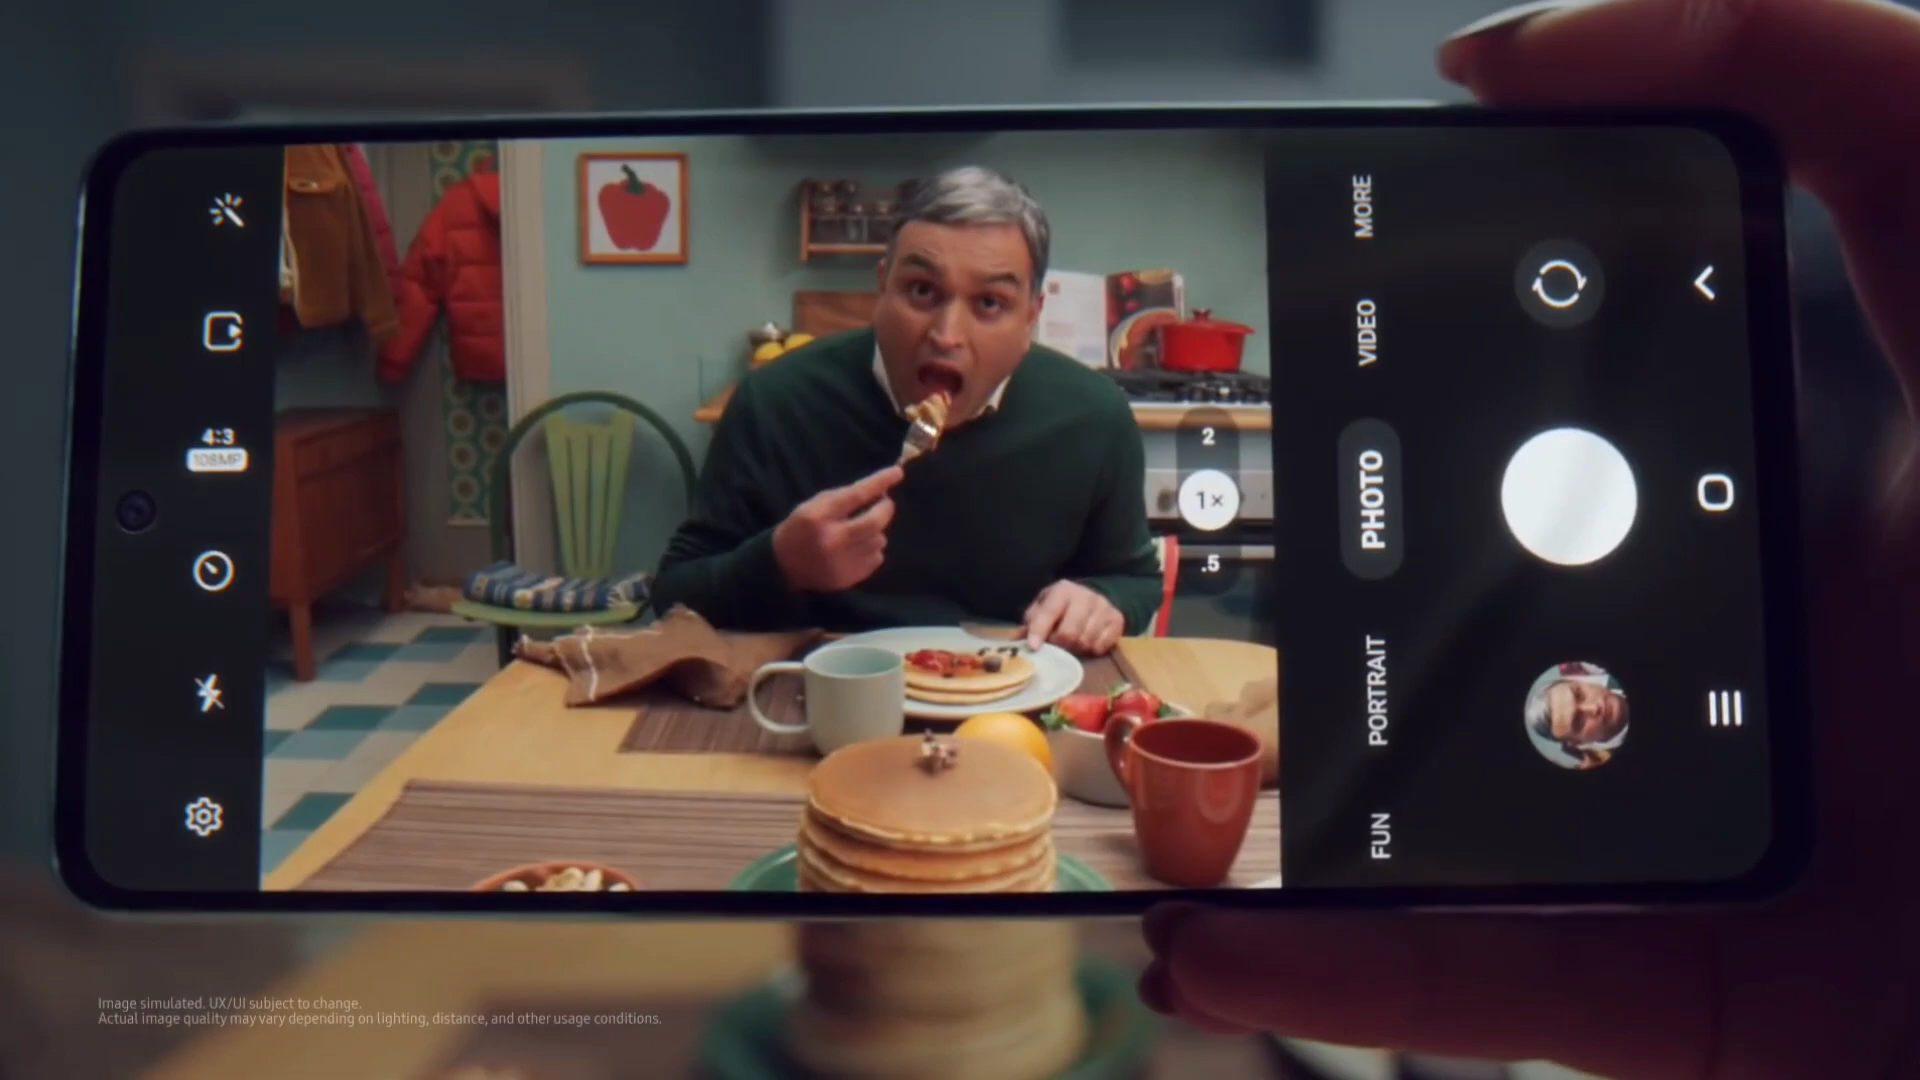 4:3
108MP
2
1×
.5
MORE
VIDEO
PHOTO
PORTRAIT
FUN
Image simulated. UX/UI subject to change.
Actual image quality may vary depending on lighting, distance, and other usage conditions.